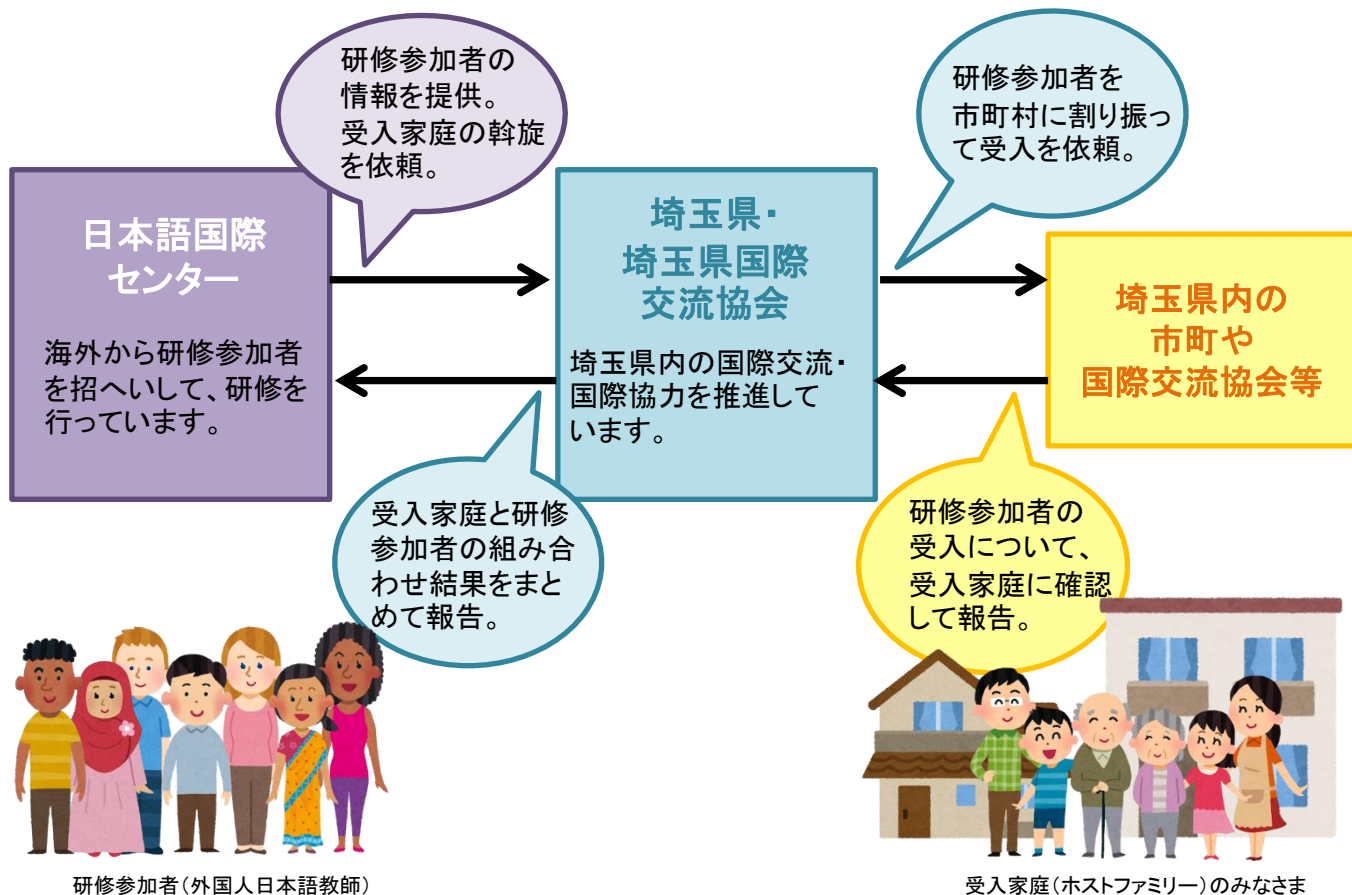 研修参加者の
情報を提供。
受入家庭の斡旋
を依頼。
研修参加者を
市町村に割り振っ
て受入を依頼。
日本語国際
センター
海外から研修参加者
を招へいして、研修を
行っています。
埼玉県・
埼玉県国際
交流協会
埼玉県内の国際交流・
国際協力を推進して
います。
埼玉県内の
市町や
国際交流協会等
受入家庭と研修
参加者の組み合
わせ結果をまと
めて報告。
研修参加者の
受入について、
受入家庭に確認
して報告。
研修参加者(外国人日本語教師)
受入家庭(ホストファミリー)のみなさま